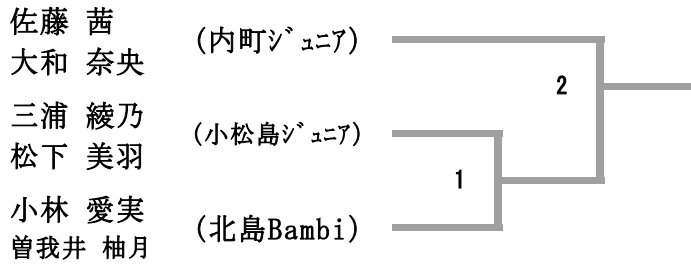 佐藤 茜
大和 奈央
(内町ｼﾞｭﾆｱ)
2
三浦 綾乃
松下 美羽
(小松島ｼﾞｭﾆｱ)
1
小林 愛実
曽我井 柚月
(北島Bambi)